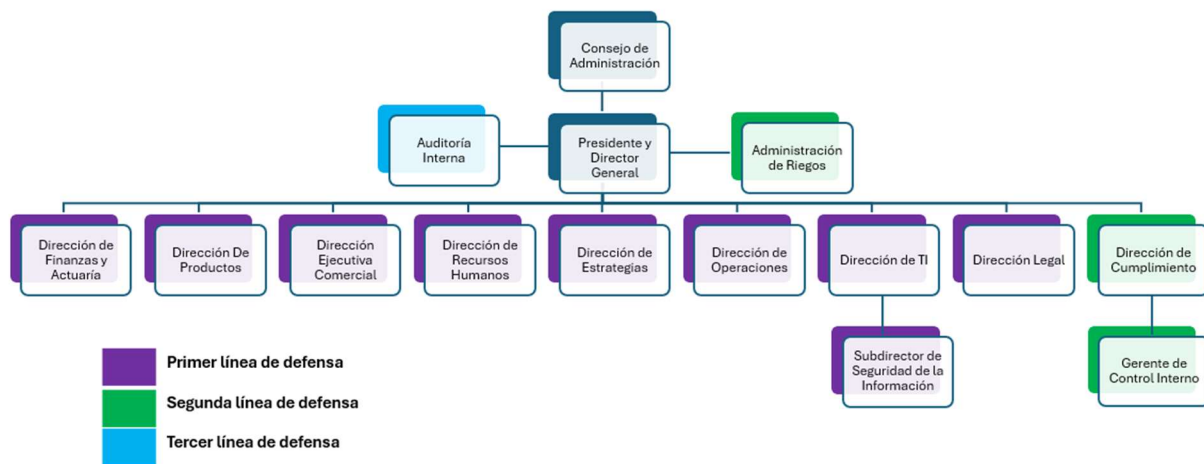 Consejo de
Administración
Auditoría
Interna
Presidente y
Director
General
Administración
de Riegos
Dirección de
Finanzas y
Actuaría
Dirección De
Productos
Dirección
Ejecutiva
Comercial
Dirección de
Recursos
Humanos
Dirección de
Estrategias
Dirección de
Operaciones
Dirección de TI
Dirección Legal
Dirección de
Cumplimiento
Subdirector de
Seguridad de la
Información
Gerente de
Control Interno
Primer línea de defensa
Segunda línea de defensa
Tercer línea de defensa